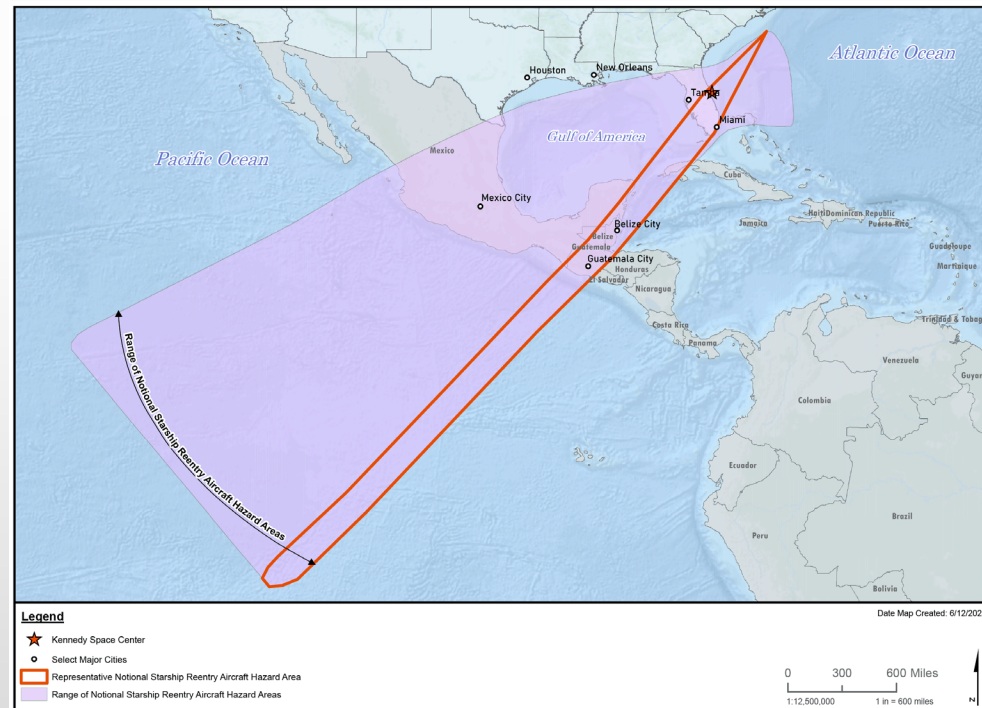 Atlantic Ocean
Houston
New Orleans
Tampa
Miami
Gulf of America
Pacific Ocean
Mexico
Mexico City
Cuba
Haiti
Dominican Republic
Puerto Rico
Jamaica
Belize City
Belize
Guatemala
Guadeloupe
Guatemala City
Honduras
Martinique
El Salvador
Nicaragua
Costa Rica
Trinidad & Tobag
Panama
Range of Notional Starship Reentry Aircraft Hazard Areas
Venezuela
Guyan
Colombia
Ecuador
Brazil
Peru
Bolivia
Legend
Date Map Created: 6/12/202
Kennedy Space Center
Select Major Cities
Representative Notional Starship Reentry Aircraft Hazard Area
Range of Notional Starship Reentry Aircraft Hazard Areas
0 300 600 Miles
1:12,500,000 1 in = 600 miles
N